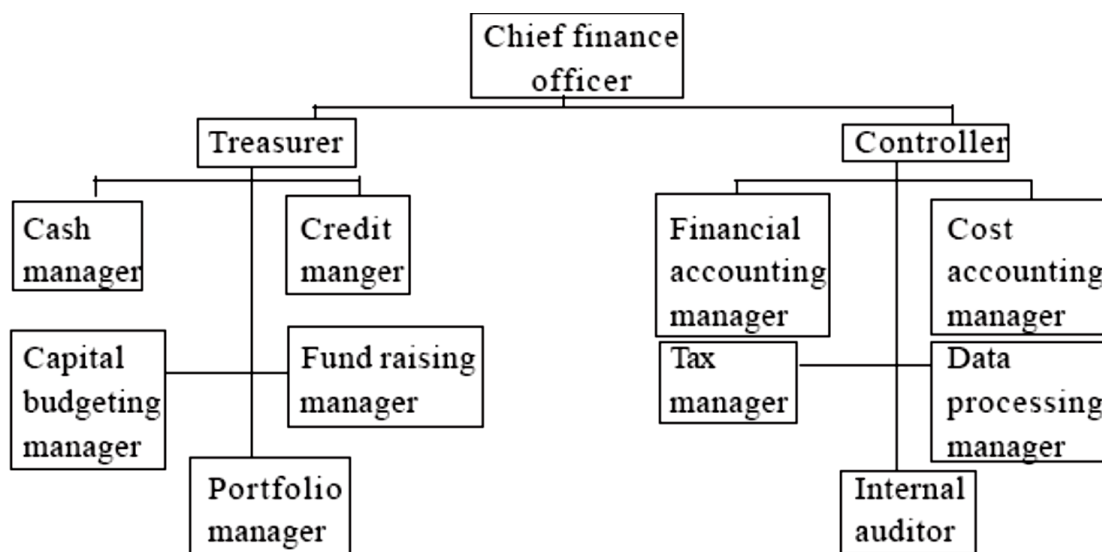 Chief finance
officer
Treasurer
Controller
Cash
manager
Credit
manger
Financial
accounting
manager
Cost
accounting
manager
Capital
budgeting
manager
Fund raising
manager
Tax
manager
Data
processing
manager
Portfolio
manager
Internal
auditor